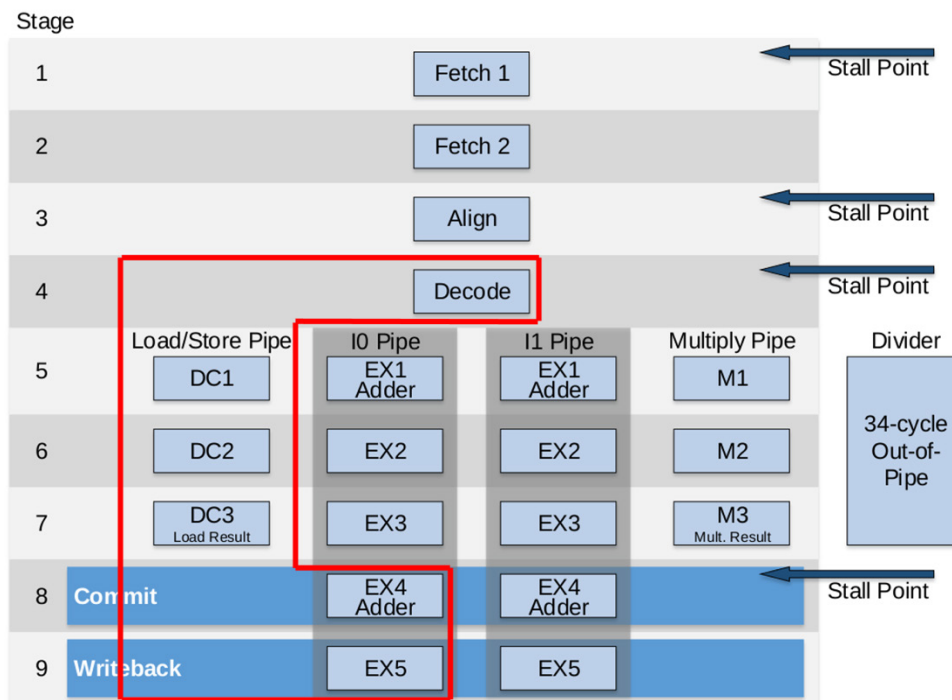 Stage
1
Fetch 1
Stall Point
2
Fetch 2
3
Align
Stall Point
4
Decode
Stall Point
Load/Store Pipe
I0 Pipe
I1 Pipe
Multiply Pipe
Divider
5
DC1
EX1
Adder
EX1
Adder
M1
34-cycle
Out-of-
Pipe
6
DC2
EX2
EX2
M2
7
DC3
Load Result
EX3
EX3
M3
Mult. Result
8
Commit
EX4
Adder
EX4
Adder
Stall Point
9
Writeback
EX5
EX5